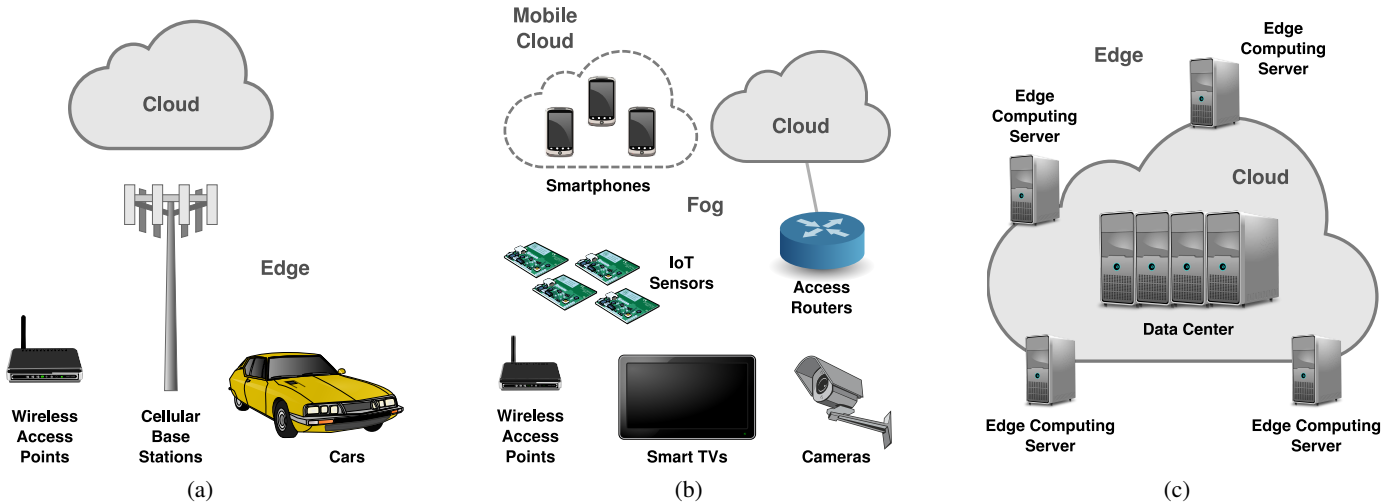 Cloud
Edge
Wireless
Access
Points
Cellular
Base
Stations
Cars
(a)
Mobile
Cloud
Smartphones
Cloud
Fog
IoT
Sensors
Access
Routers
Wireless
Access
Points
Smart TVs
Cameras
(b)
Edge
Edge
Computing
Server
Edge
Computing
Server
Cloud
Data Center
Edge Computing
Server
Edge Computing
Server
(c)